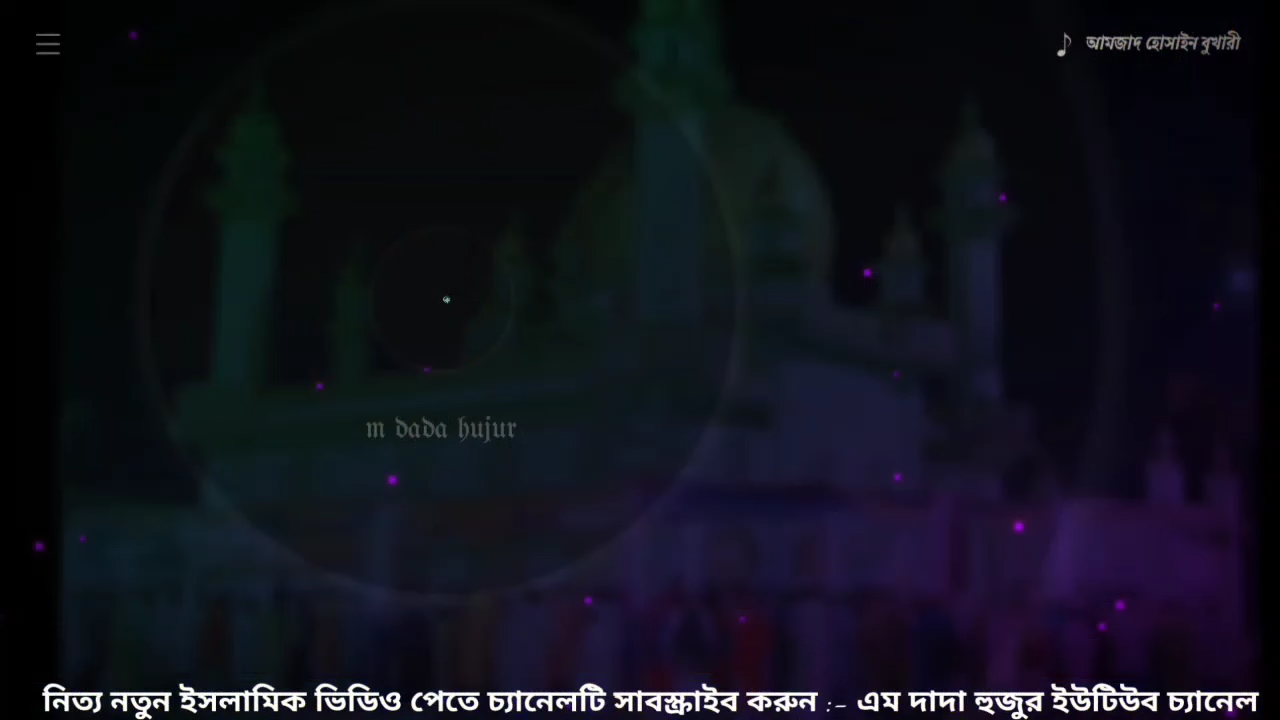 ♪ আমজাদ হোসাইন বুখারী
m dada hujur
নিত্য নতুন ইসলামিক ভিডিও পেতে চ্যানেলটি সাবস্ক্রাইব করুন :- এম দাদা হুজুর ইউটিউব চ্যানেল